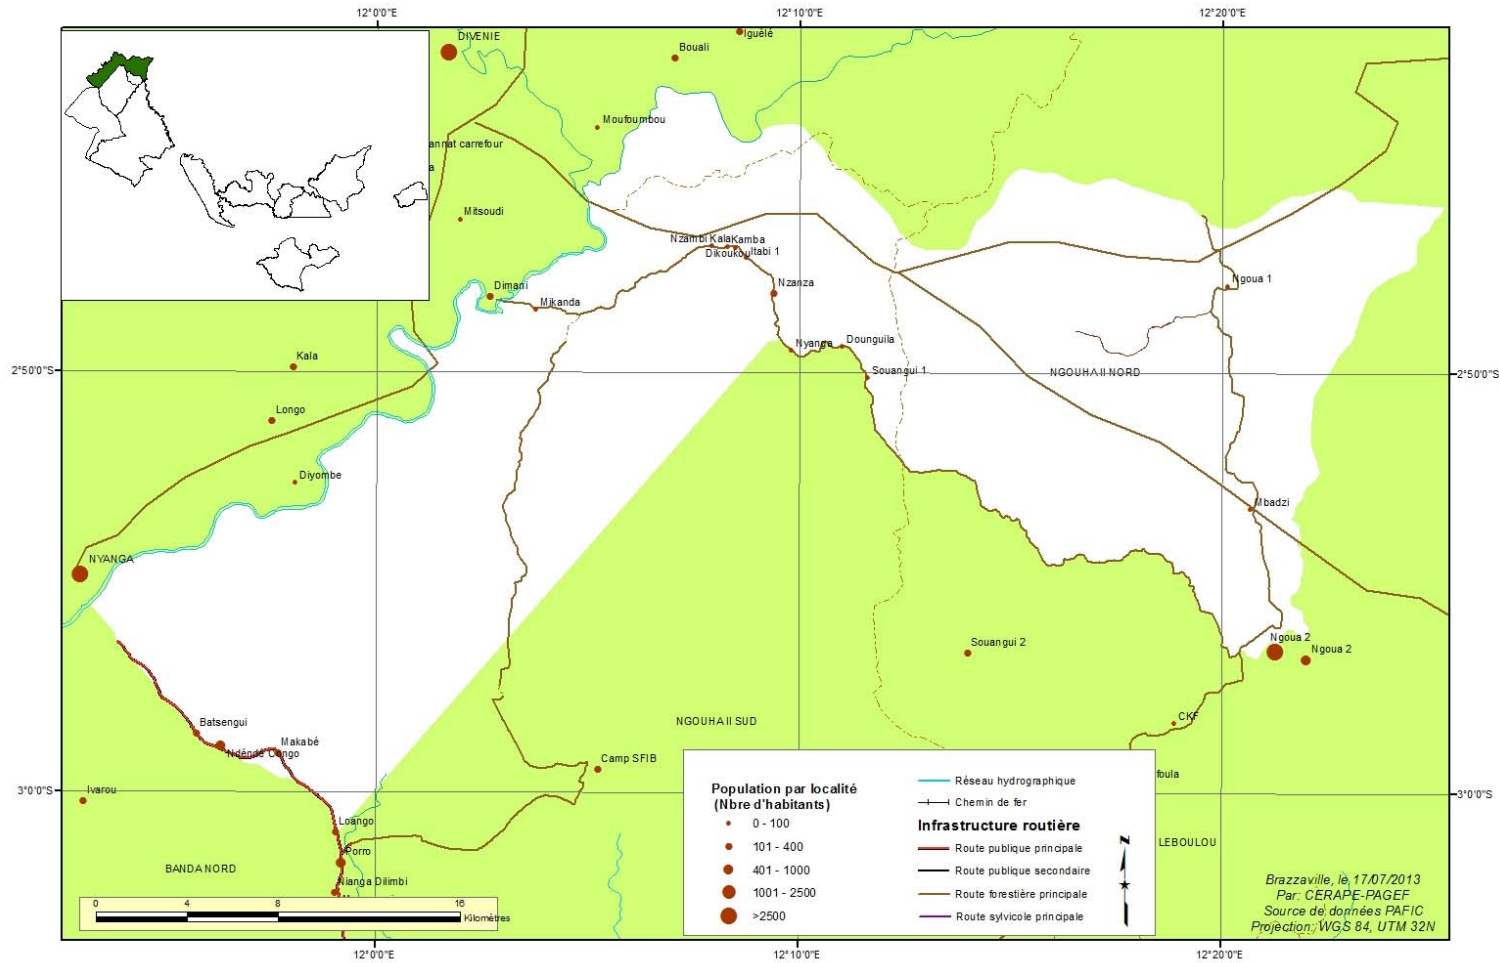 12°0'0"E
12°10'0"E
12°20'0"E
DIVENIE
Iguélé
Bouali
Moufoumbou
annat carrefour
a
Mitsoudi
Nzambi
Kala
Kamba
Dikoukou
Itabi 1
Ngoua 1
Dimani
Nzanza
Mikanda
Nyanga
Dounguila
Kala
2°50'0"S
Souangui 1
NGOUHA II NORD
2°50'0"S
Longo
Diyombe
Mbadzi
NYANGA
Ngoua 2
Souangui 2
Ngoua 2
Batsengui
NGOUHA II SUD
CKF
Makabé
Ndéndé Congo
Camp SFIB
foula
Ivarou
3°0'0"S
3°0'0"S
Loango
Porro
BANDA NORD
Nianga Dilimbi
LEBOULOU
0 4 8 16
Kilomètres
Population par localité
(Nbre d'habitants)
0 - 100
101 - 400
401 - 1000
1001 - 2500
>2500
Réseau hydrographique
Chemin de fer
Infrastructure routière
Route publique principale
Route publique secondaire
Route forestière principale
Route sylvicole principale
N
Brazzaville, le 17/07/2013
Par: CERAPE-PAGEF
Source de données PAFIC
Projection: WGS 84, UTM 32N
12°0'0"E
12°10'0"E
12°20'0"E